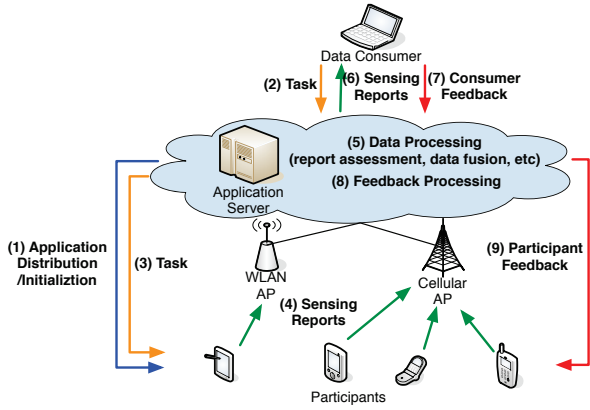 Data Consumer
(2) Task
(6) Sensing
Reports
(7) Consumer
Feedback
(5) Data Processing
(report assessment, data fusion, etc)
(8) Feedback Processing
Application
Server
(1) Application
Distribution
/Initializtion
(3) Task
WLAN
AP
(4) Sensing
Reports
Cellular
AP
(9) Participant
Feedback
Participants